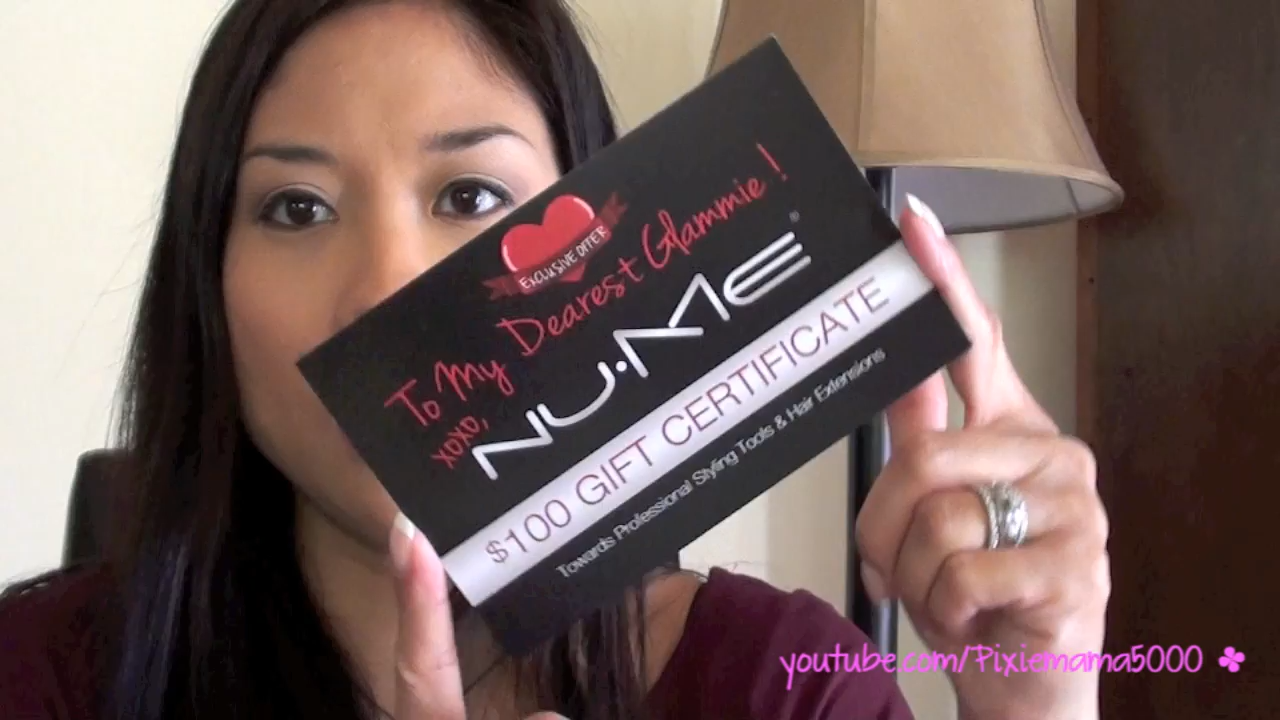 EXCLUSIVE OFFER
To My Dearest Glammie!
xoxo,
NU·ME®
$100 GIFT CERTIFICATE
Towards Professional Styling Tools & Hair Extensions
youtube.com/Pixiemama5000